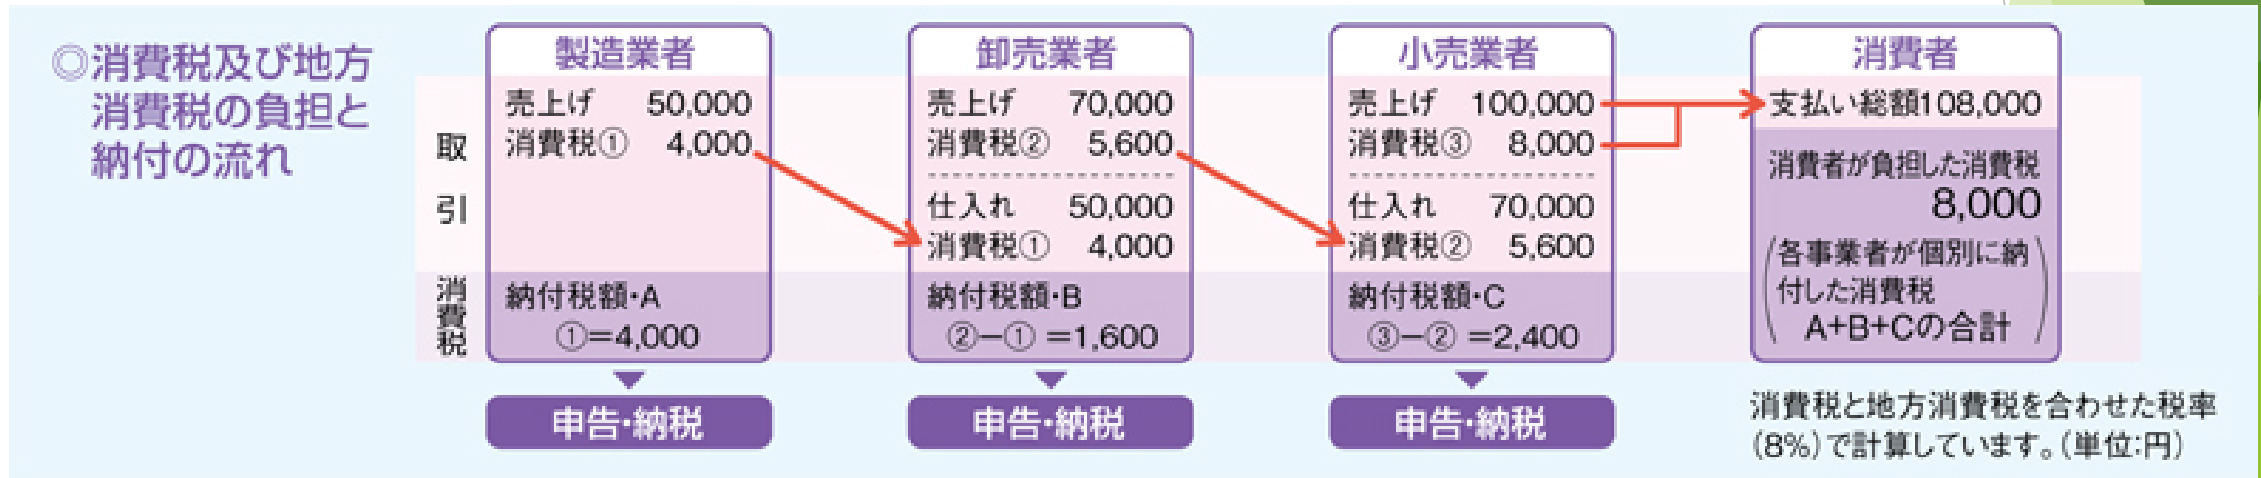 ◎消費税及び地方
消費税の負担と
納付の流れ
取引
消費税
製造業者
売上げ 50,000
消費税① 4,000
納付税額・A
①=4,000
申告・納税
卸売業者
売上げ 70,000
消費税② 5,600
仕入れ 50,000
消費税① 4,000
納付税額・B
②－① =1,600
申告・納税
小売業者
売上げ 100,000
消費税③ 8,000
仕入れ 70,000
消費税② 5,600
納付税額・C
③－② =2,400
申告・納税
消費者
支払い総額108,000
消費者が負担した消費税
8,000
(各事業者が個別に納
付した消費税
A+B+Cの合計)
消費税と地方消費税を合わせた税率
(8%)で計算しています。(単位:円)